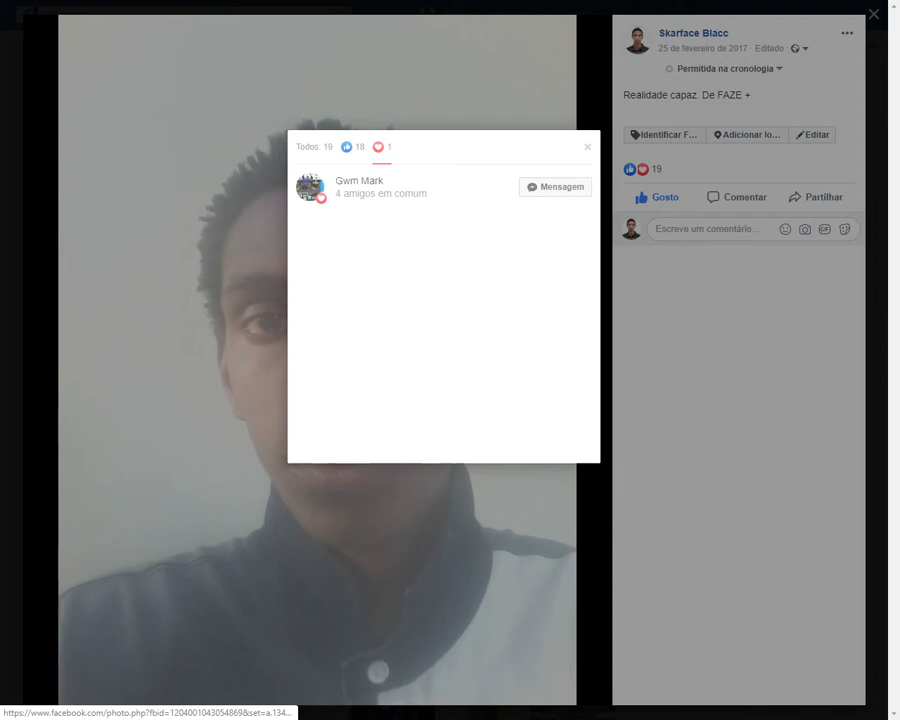 Todos: 19 18 1
Gwm Mark
4 amigos em comum
Mensagem
Skarface Blacc
25 de fevereiro de 2017 · Editado
Permitida na cronologia
Realidade capaz. De FAZE +
Identificar F...
Adicionar lo...
Editar
19
Gosto
Comentar
Partilhar
Escreve um comentário...
GIF
https://www.facebook.com/photo.php?fbid=1204001043054869&set=a.134...